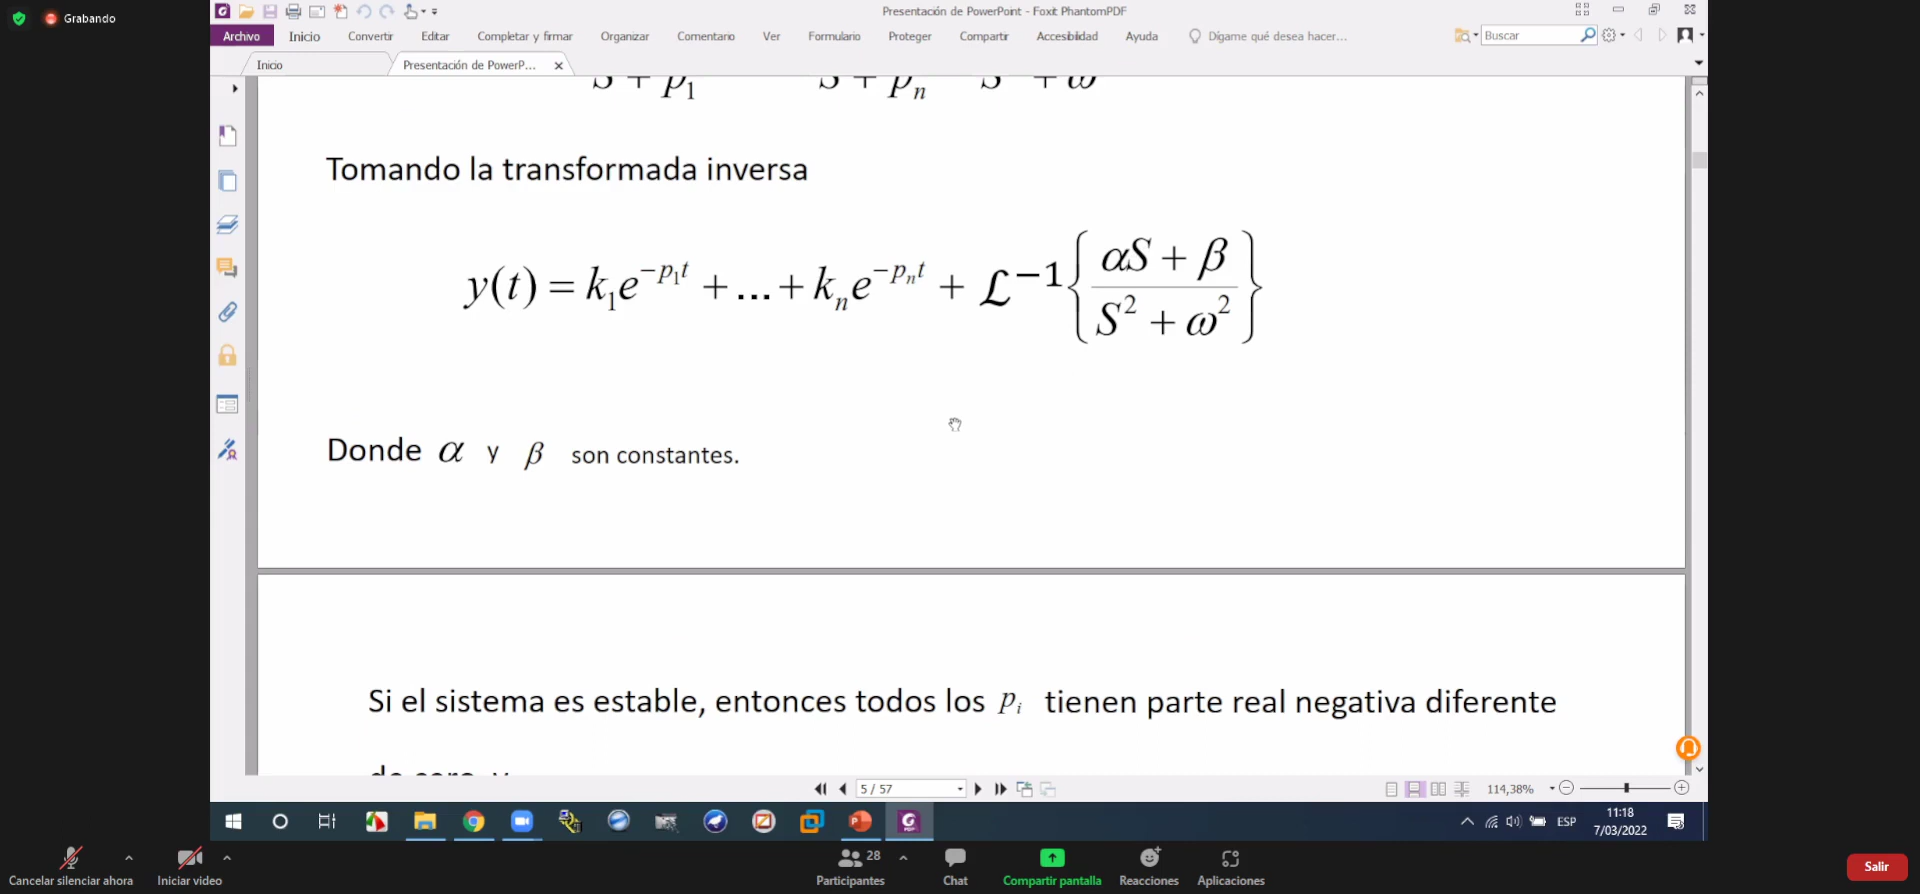 Grabando
Presentación de PowerPoint - Foxit PhantomPDF
Archivo Inicio Convertir Editar Completar y firmar Organizar Comentario Ver Formulario Proteger Compartir Accesibilidad Ayuda Dígame qué desea hacer... Buscar
Inicio Presentación de PowerP...
S + p₁ S + pₙ S + ω
Tomando la transformada inversa
y(t) = k₁e^{-p₁t} + ... + kₙe^{-pₙt} + ℒ⁻¹{(αS + β)/(S² + ω²)}
Donde α y β son constantes.
Si el sistema es estable, entonces todos los pᵢ tienen parte real negativa diferente
de cero, y
5 / 57
114,38%
ESP
11:18
7/03/2022
Cancelar silenciar ahora
Iniciar video
28
Participantes
Chat
Compartir pantalla
Reacciones
Aplicaciones
Salir